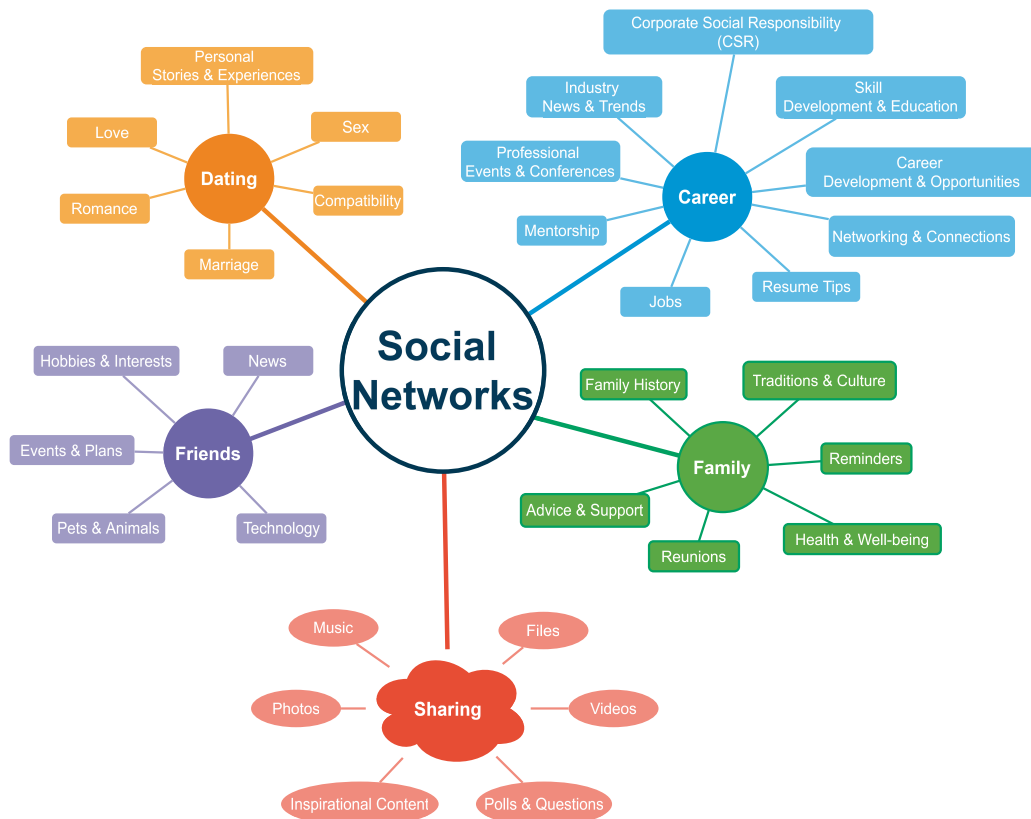 Social
Networks
Dating
Personal
Stories & Experiences
Love
Sex
Romance
Compatibility
Marriage
Career
Corporate Social Responsibility
(CSR)
Industry
News & Trends
Skill
Development & Education
Professional
Events & Conferences
Career
Development & Opportunities
Mentorship
Networking & Connections
Jobs
Resume Tips
Friends
Hobbies & Interests
News
Events & Plans
Pets & Animals
Technology
Family
Family History
Traditions & Culture
Reminders
Advice & Support
Health & Well-being
Reunions
Sharing
Music
Files
Photos
Videos
Inspirational Content
Polls & Questions